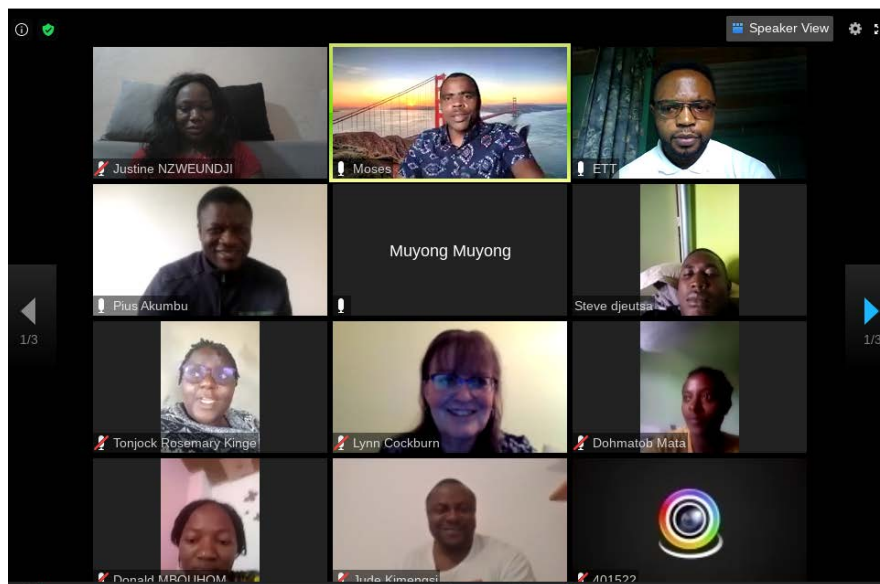 Speaker View
Justine NZWEUNDJI
Moses
ETT
Pius Akumbu
Muyong Muyong
Steve djeutsa
1/3
1/3
Tonjock Rosemary Kinge
Lynn Cockburn
Dohmatob Mata
Donald MBOUHOM
Jude Kimengsi
401522